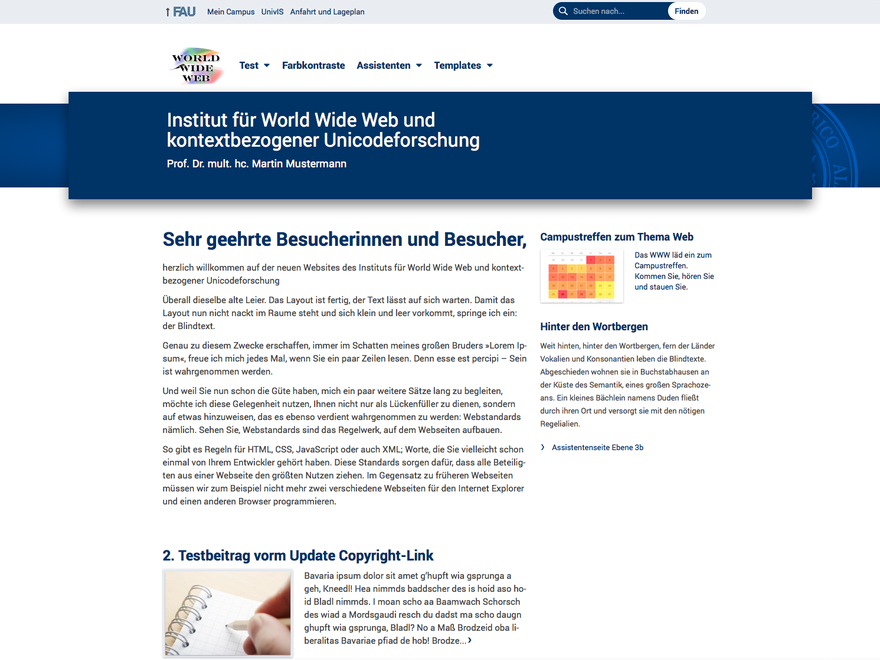 FAU Mein Campus UnivIS Anfahrt und Lageplan
Suchen nach... Finden
WORLD
WIDE
WEB
Test Farbkontraste Assistenten Templates
Institut für World Wide Web und
kontextbezogener Unicodeforschung
Prof. Dr. mult. hc. Martin Mustermann
Sehr geehrte Besucherinnen und Besucher,
herzlich willkommen auf der neuen Websites des Instituts für World Wide Web und kontext-
bezogener Unicodeforschung
Überall dieselbe alte Leier. Das Layout ist fertig, der Text lässt auf sich warten. Damit das
Layout nun nicht nackt im Raume steht und sich klein und leer vorkommt, springe ich ein:
der Blindtext.
Genau zu diesem Zwecke erschaffen, immer im Schatten meines großen Bruders »Lorem Ip-
sum«, freue ich mich jedes Mal, wenn Sie ein paar Zeilen lesen. Denn esse est percipi – Sein
ist wahrgenommen werden.
Und weil Sie nun schon die Güte haben, mich ein paar weitere Sätze lang zu begleiten,
möchte ich diese Gelegenheit nutzen, Ihnen nicht nur als Lückenfüller zu dienen, sondern
auf etwas hinzuweisen, das es ebenso verdient wahrgenommen zu werden: Webstandards
nämlich. Sehen Sie, Webstandards sind das Regelwerk, auf dem Webseiten aufbauen.
So gibt es Regeln für HTML, CSS, JavaScript oder auch XML; Worte, die Sie vielleicht schon
einmal von Ihrem Entwickler gehört haben. Diese Standards sorgen dafür, dass alle Beteilig-
ten aus einer Webseite den größten Nutzen ziehen. Im Gegensatz zu früheren Webseiten
müssen wir zum Beispiel nicht mehr zwei verschiedene Webseiten für den Internet Explorer
und einen anderen Browser programmieren.
2. Testbeitrag vorm Update Copyright-Link
Bavaria ipsum dolor sit amet g'hupft wia gsprunga a
geh, Kneedl! Hea nimmds baddscher des is hoid aso ho-
id Bladl nimmds. I moan scho aa Baamwach Schorsch
des wiad a Mordsgaudi resch du dadst ma scho daugn
ghupft wia gsprunga, Bladl? No a Maß Brodzeid oba li-
beralitas Bavariae pfiad de hob! Brodze...
Campustreffen zum Thema Web
Das WWW läd ein zum
Campustreffen.
Kommen Sie, hören Sie
und stauen Sie.
Hinter den Wortbergen
Weit hinten, hinter den Wortbergen, fern der Länder
Vokalien und Konsonantien leben die Blindtexte.
Abgeschieden wohnen sie in Buchstabhausen an
der Küste des Semantik, eines großen Sprachoze-
ans. Ein kleines Bächlein namens Duden fließt
durch ihren Ort und versorgt sie mit den nötigen
Regelialien.
Assistentenseite Ebene 3b